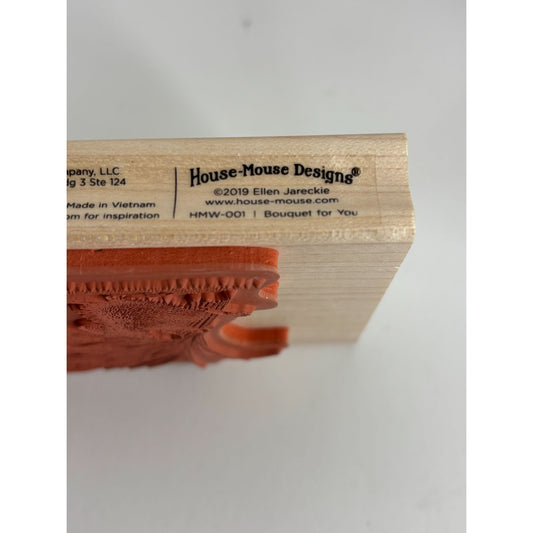 mpany, LLC
dg 3 Ste 124
Made in Vietnam
om for inspiration
House-Mouse Designs®
©2019 Ellen Jareckie
www.house-mouse.com
HMW-001 | Bouquet for You